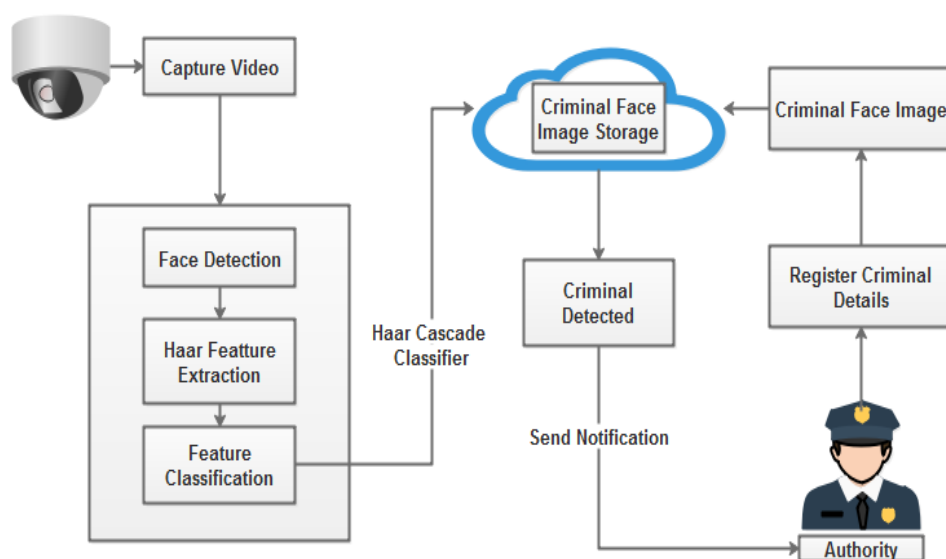 Capture Video
Criminal Face
Image Storage
Criminal Face Image
Face Detection
Haar Featture
Extraction
Feature
Classification
Haar Cascade
Classifier
Criminal
Detected
Register Criminal
Details
Send Notification
Authority